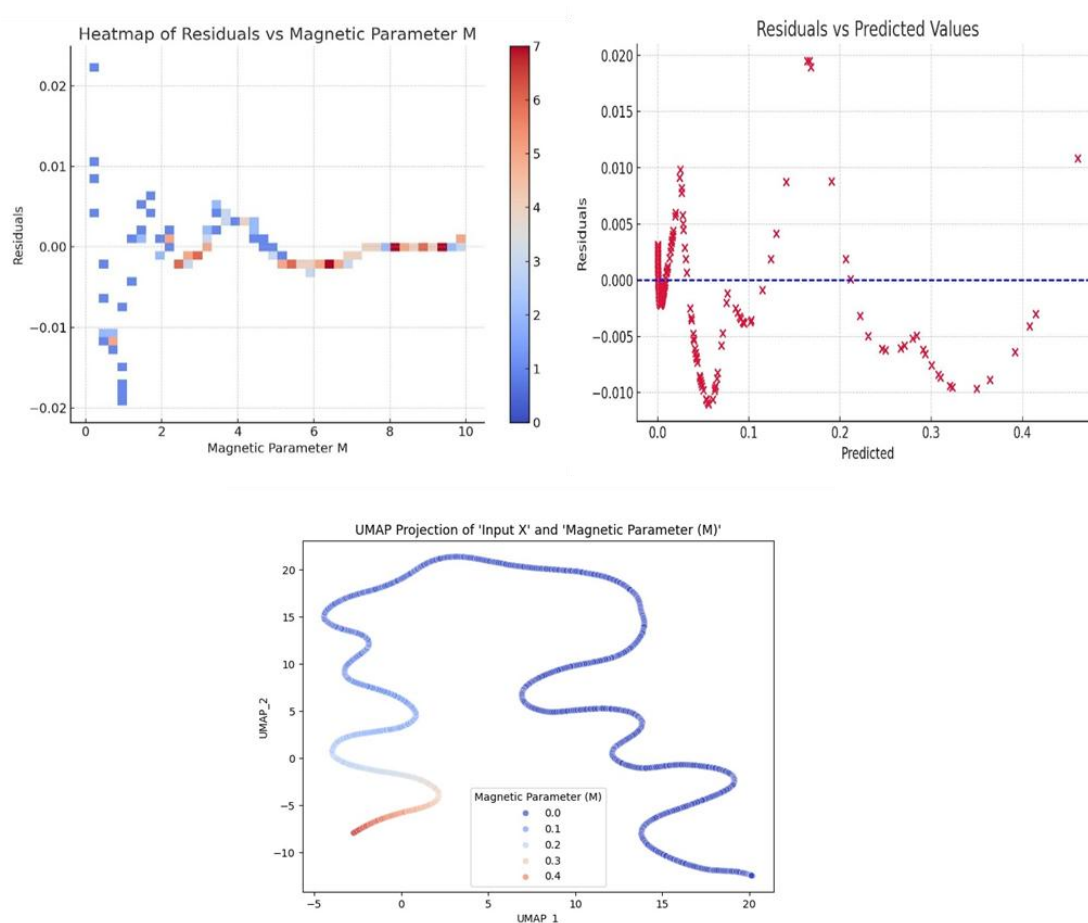 Heatmap of Residuals vs Magnetic Parameter M
0.02
0.01
0.00
−0.01
−0.02
Residuals
0 2 4 6 8 10
Magnetic Parameter M
7
6
5
4
3
2
1
0
Residuals vs Predicted Values
0.020
0.015
0.010
0.005
0.000
−0.005
−0.010
Residuals
0.0 0.1 0.2 0.3 0.4
Predicted
UMAP Projection of 'Input X' and 'Magnetic Parameter (M)'
20
15
10
5
0
−5
−10
UMAP_2
Magnetic Parameter (M)
0.0
0.1
0.2
0.3
0.4
−5 0 5 10 15 20
UMAP_1